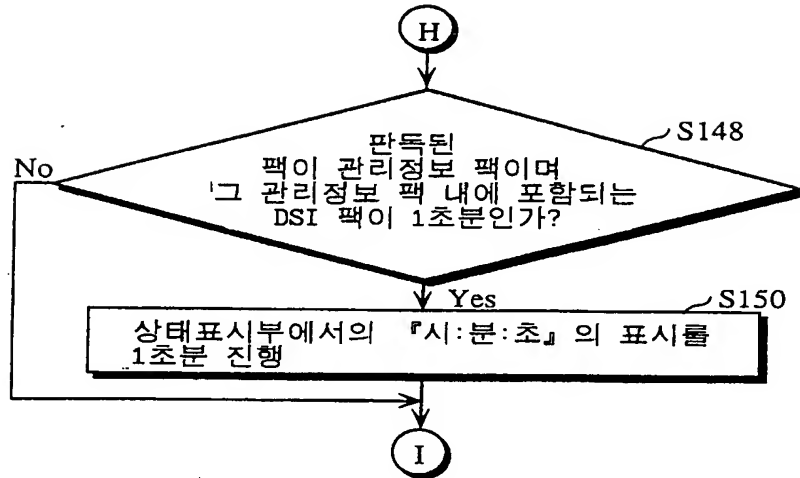 H
S148
판독된
팩이 관리정보 팩이며
그 관리정보 팩 내에 포함되는
DSI 팩이 1초분인가?
No
Yes
S150
상태표시부에서의 『시:분:초』의 표시를
1초분 진행
I